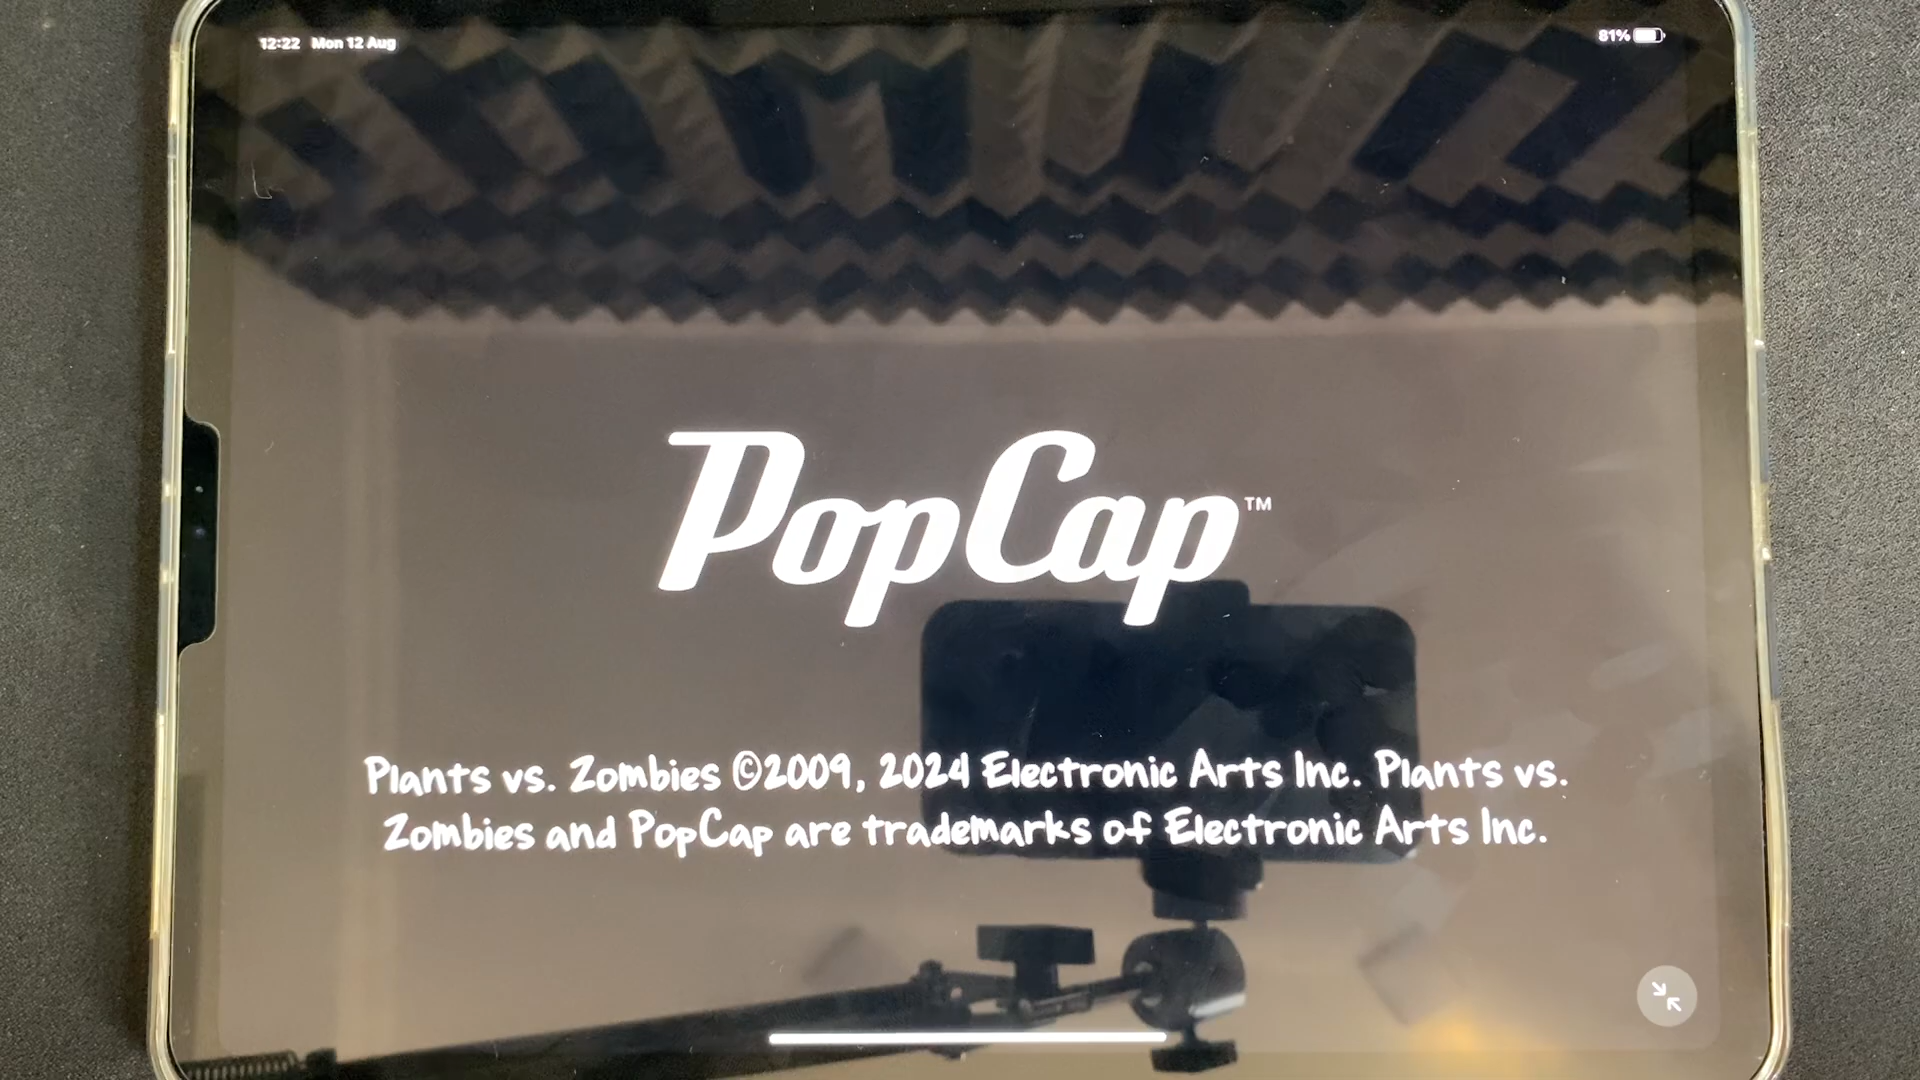 12:22 Mon 12 Aug
81%
PopCap™
Plants vs. Zombies ©2009, 2024 Electronic Arts Inc. Plants vs.
Zombies and PopCap are trademarks of Electronic Arts Inc.